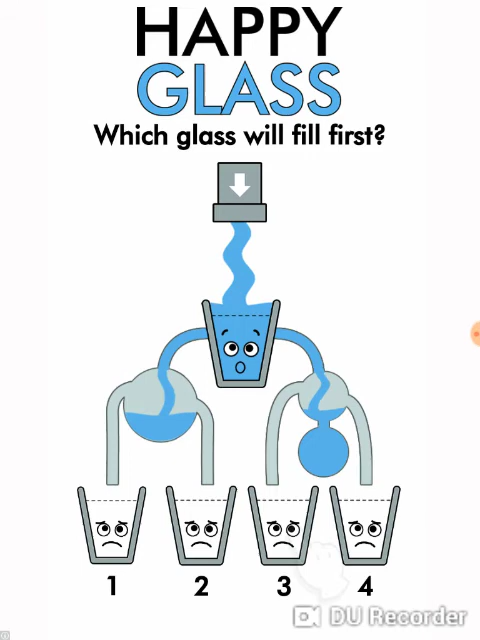 HAPPY
GLASS
Which glass will fill first?
1 2 3 4
DU Recorder